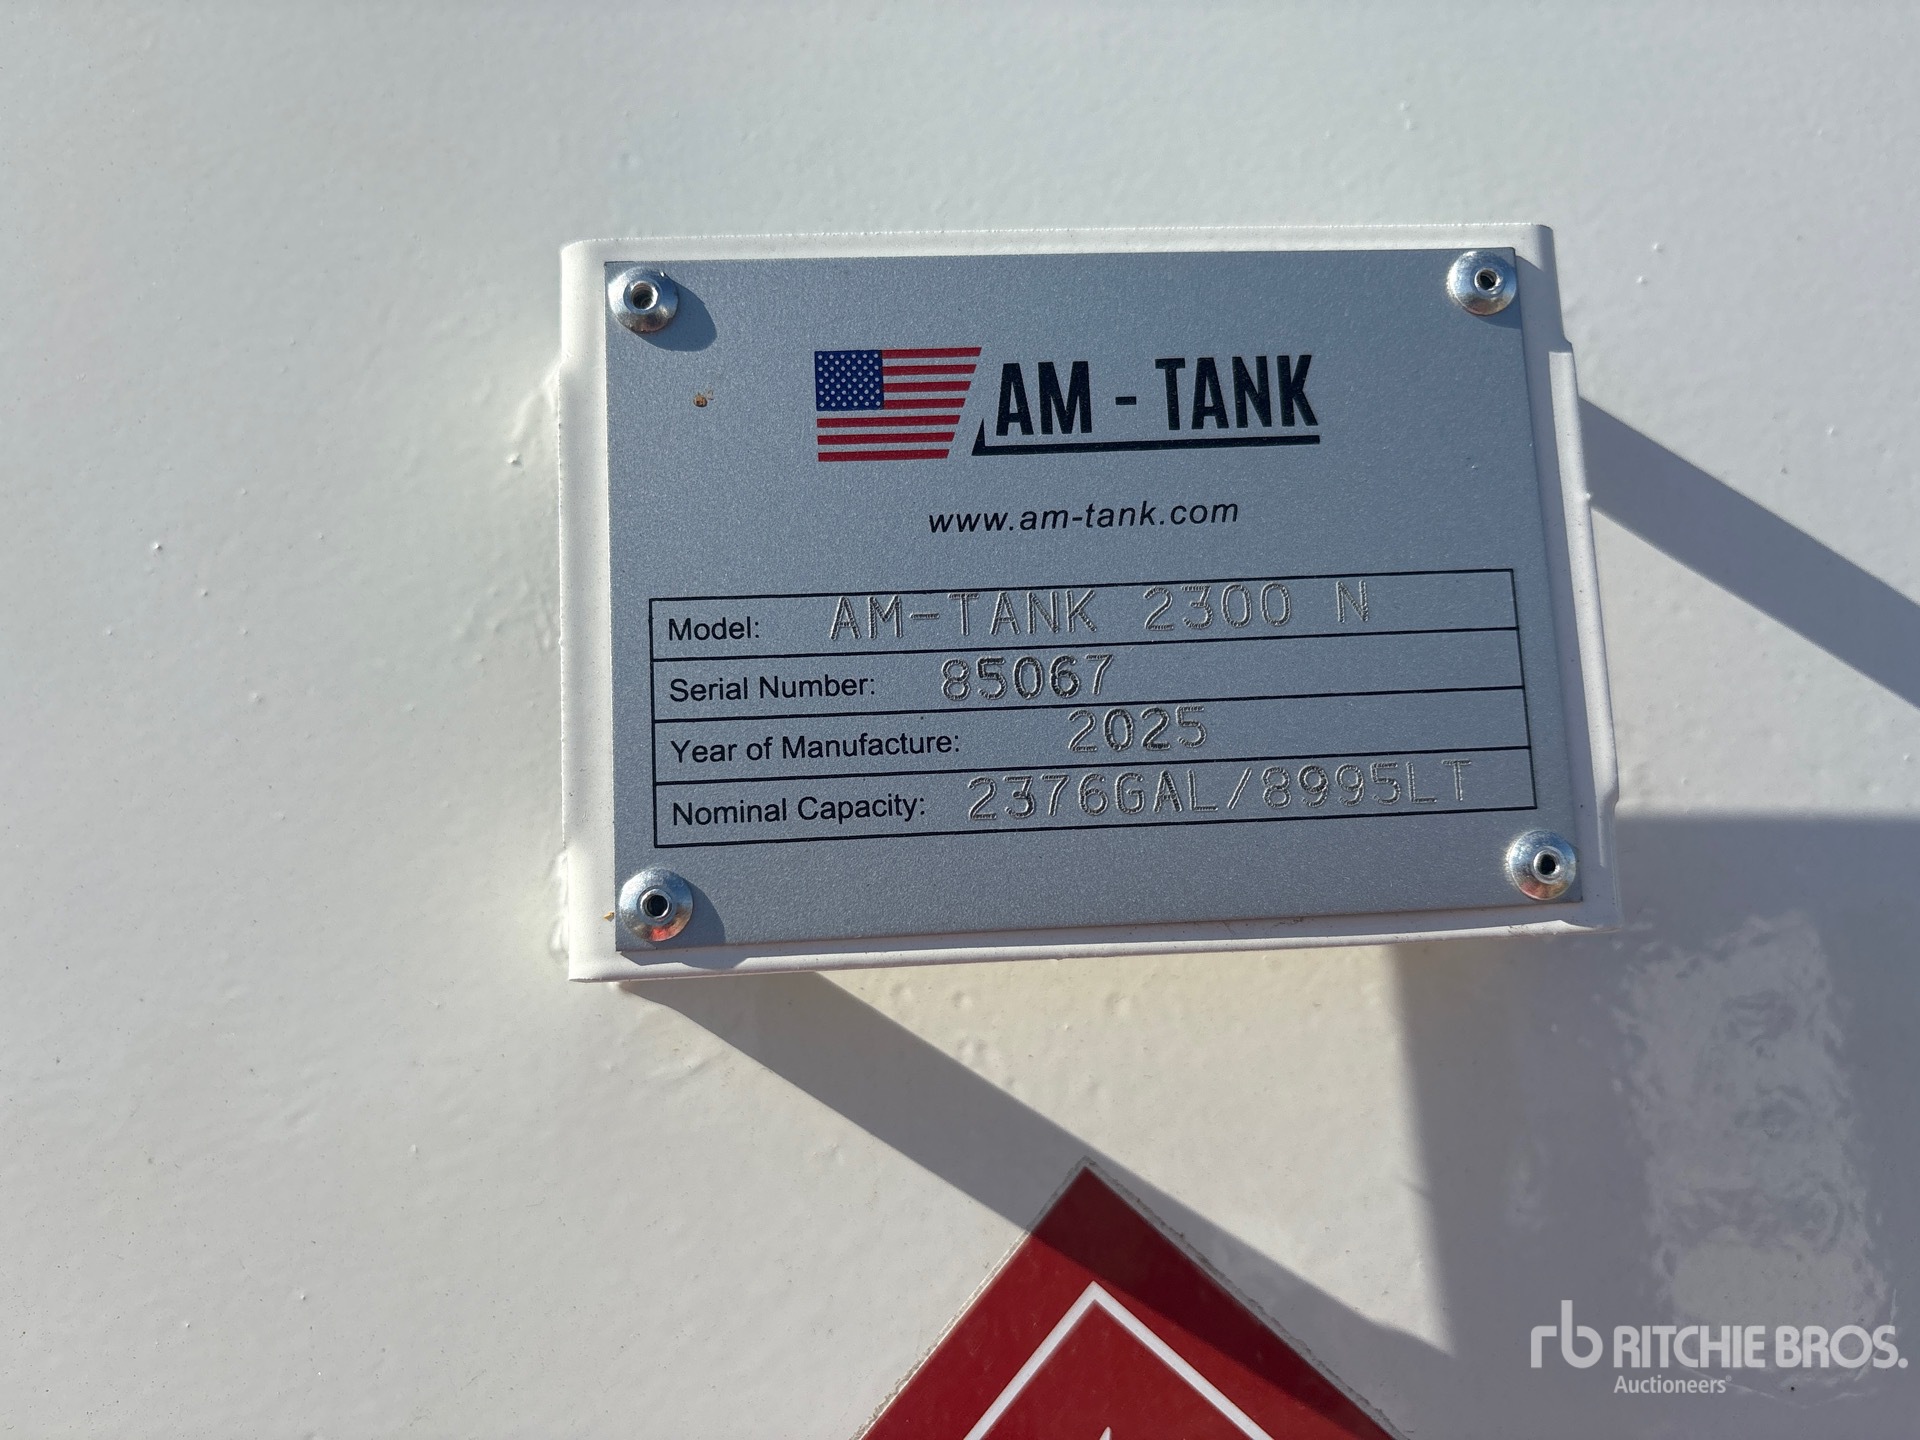 AM - TANK
www.am-tank.com
Model: AM-TANK 2300 N
Serial Number: 85067
Year of Manufacture: 2025
Nominal Capacity: 2376GAL/8995LT
rb RITCHIE BROS.
Auctioneers